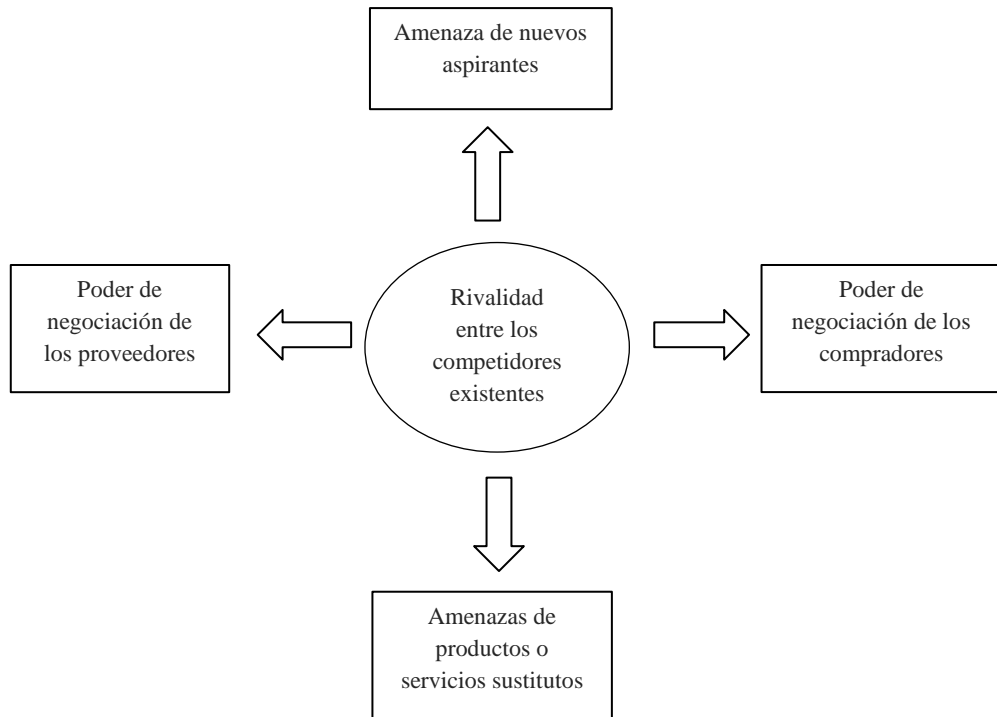 Amenaza de nuevos
aspirantes
Poder de
negociación de
los proveedores
Rivalidad
entre los
competidores
existentes
Poder de
negociación de los
compradores
Amenazas de
productos o
servicios sustitutos